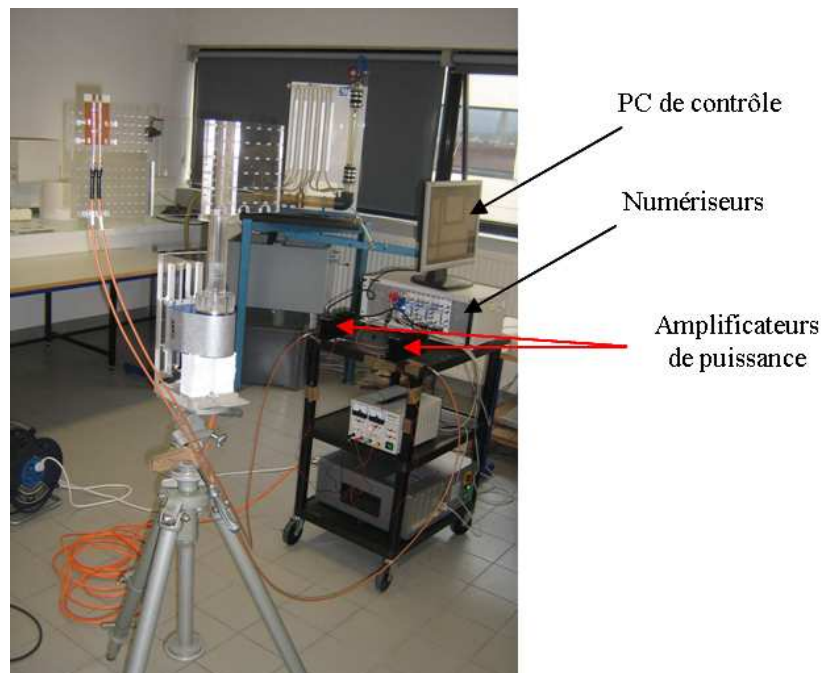 PC de contrôle
Numériseurs
Amplificateurs
de puissance